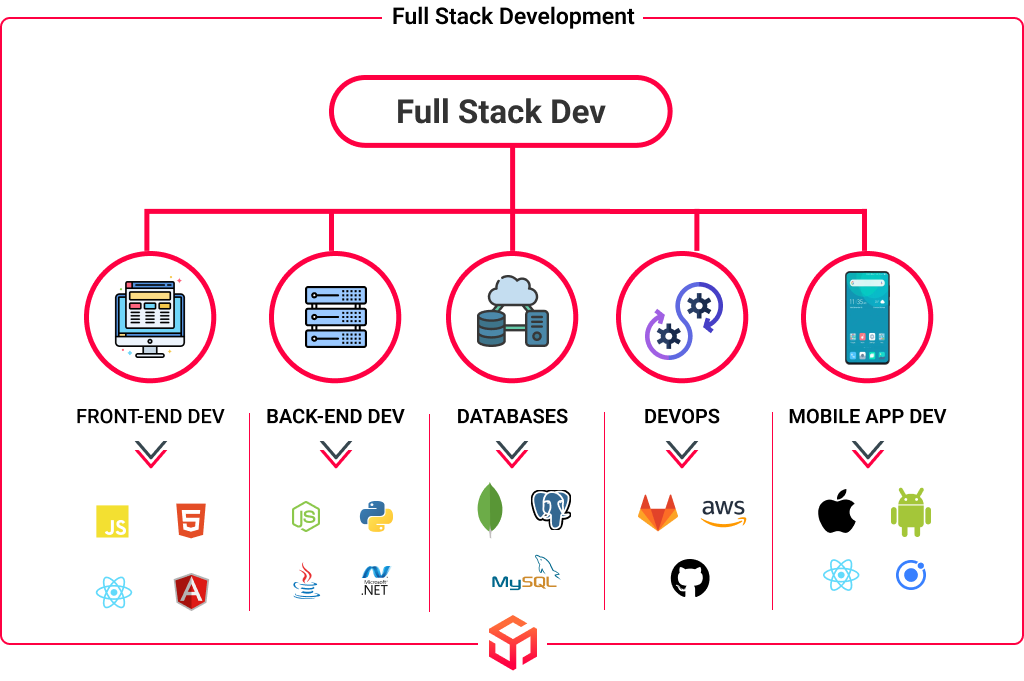 Full Stack Development
Full Stack Dev
FRONT-END DEV
BACK-END DEV
DATABASES
DEVOPS
MOBILE APP DEV
JS
5
JS
aws
A
MySQL
Microsoft
.NET